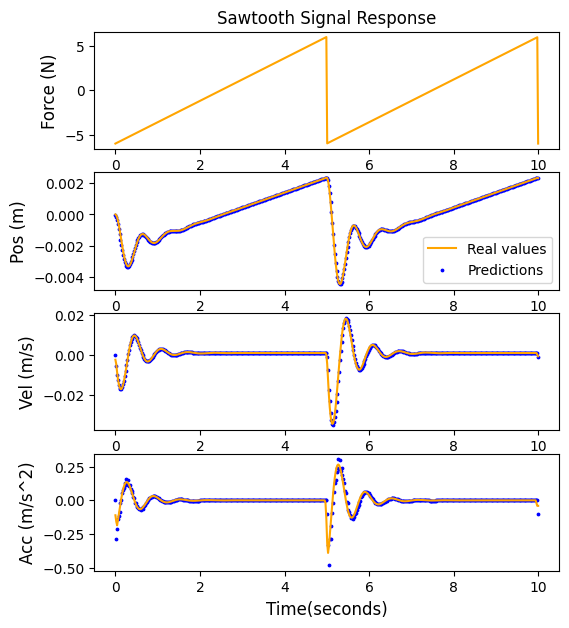 Sawtooth Signal Response
Force (N)
5
0
−5
0 2 4 6 8 10
Pos (m)
0.002
0.000
−0.002
−0.004
Real values
Predictions
0 2 4 6 8 10
Vel (m/s)
0.02
0.00
−0.02
0 2 4 6 8 10
Acc (m/s^2)
0.25
0.00
−0.25
−0.50
0 2 4 6 8 10
Time(seconds)